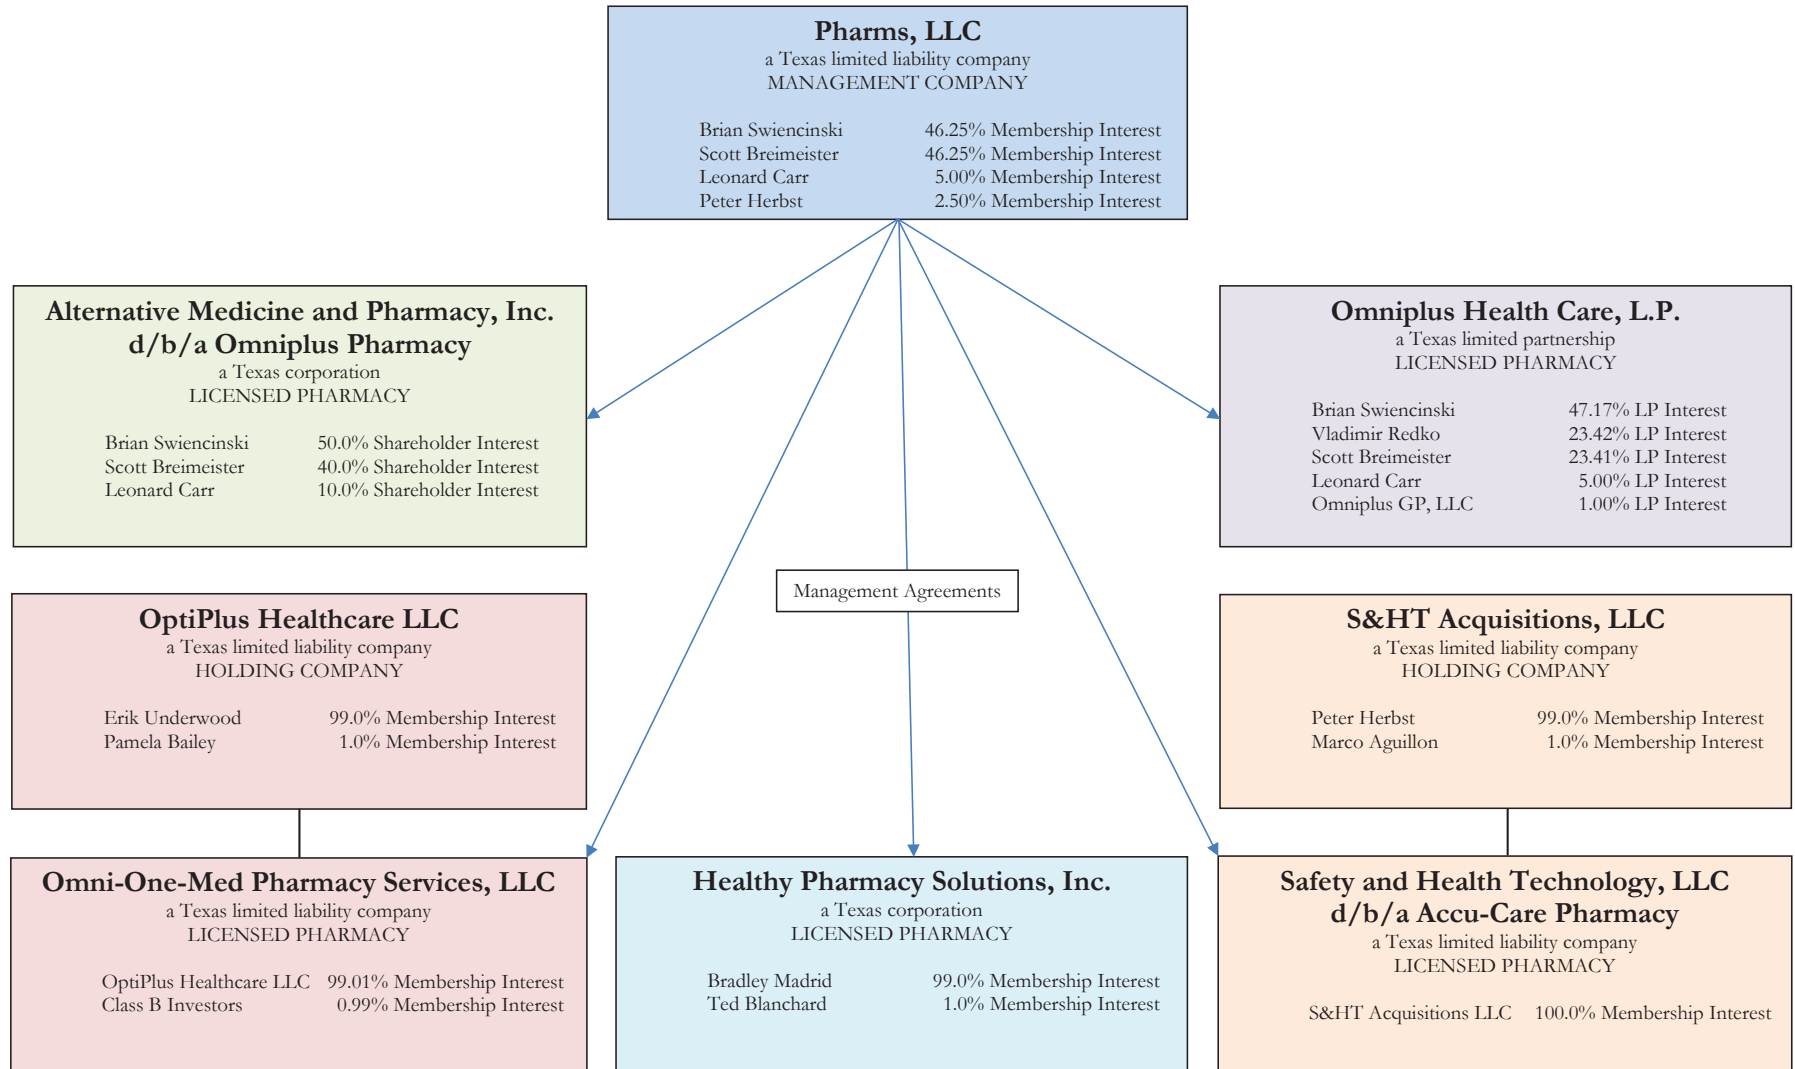 Pharms, LLC
a Texas limited liability company
MANAGEMENT COMPANY
Brian Swiencinski 46.25% Membership Interest
Scott Breimeister 46.25% Membership Interest
Leonard Carr 5.00% Membership Interest
Peter Herbst 2.50% Membership Interest
Alternative Medicine and Pharmacy, Inc.
d/b/a Omniplus Pharmacy
a Texas corporation
LICENSED PHARMACY
Brian Swiencinski 50.0% Shareholder Interest
Scott Breimeister 40.0% Shareholder Interest
Leonard Carr 10.0% Shareholder Interest
Omniplus Health Care, L.P.
a Texas limited partnership
LICENSED PHARMACY
Brian Swiencinski 47.17% LP Interest
Vladimir Redko 23.42% LP Interest
Scott Breimeister 23.41% LP Interest
Leonard Carr 5.00% LP Interest
Omniplus GP, LLC 1.00% LP Interest
Management Agreements
OptiPlus Healthcare LLC
a Texas limited liability company
HOLDING COMPANY
Erik Underwood 99.0% Membership Interest
Pamela Bailey 1.0% Membership Interest
S&HT Acquisitions, LLC
a Texas limited liability company
HOLDING COMPANY
Peter Herbst 99.0% Membership Interest
Marco Aguillon 1.0% Membership Interest
Omni-One-Med Pharmacy Services, LLC
a Texas limited liability company
LICENSED PHARMACY
OptiPlus Healthcare LLC 99.01% Membership Interest
Class B Investors 0.99% Membership Interest
Healthy Pharmacy Solutions, Inc.
a Texas corporation
LICENSED PHARMACY
Bradley Madrid 99.0% Membership Interest
Ted Blanchard 1.0% Membership Interest
Safety and Health Technology, LLC
d/b/a Accu-Care Pharmacy
a Texas limited liability company
LICENSED PHARMACY
S&HT Acquisitions LLC 100.0% Membership Interest